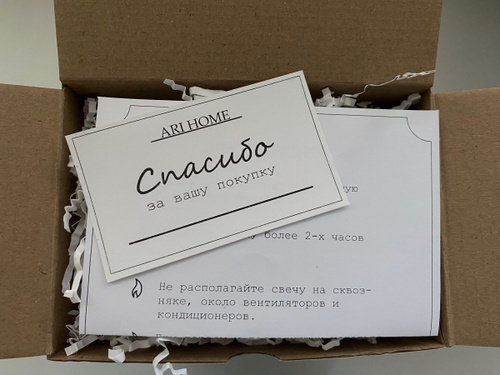 ARI HOME
Спасибо
за вашу покупку
более 2-х часов
Не располагайте свечу на сквоз-
няке, около вентиляторов и
кондиционеров.